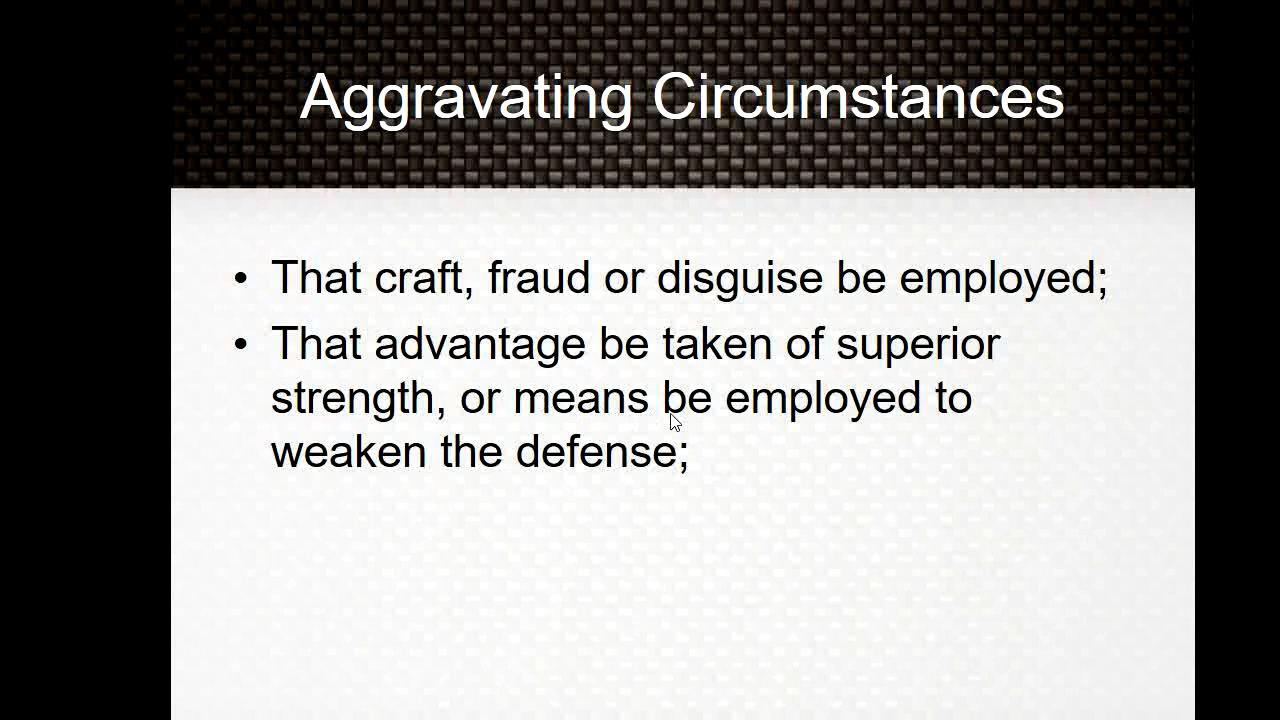 Aggravating Circumstances
• That craft, fraud or disguise be employed;
• That advantage be taken of superior
strength, or means be employed to
weaken the defense;